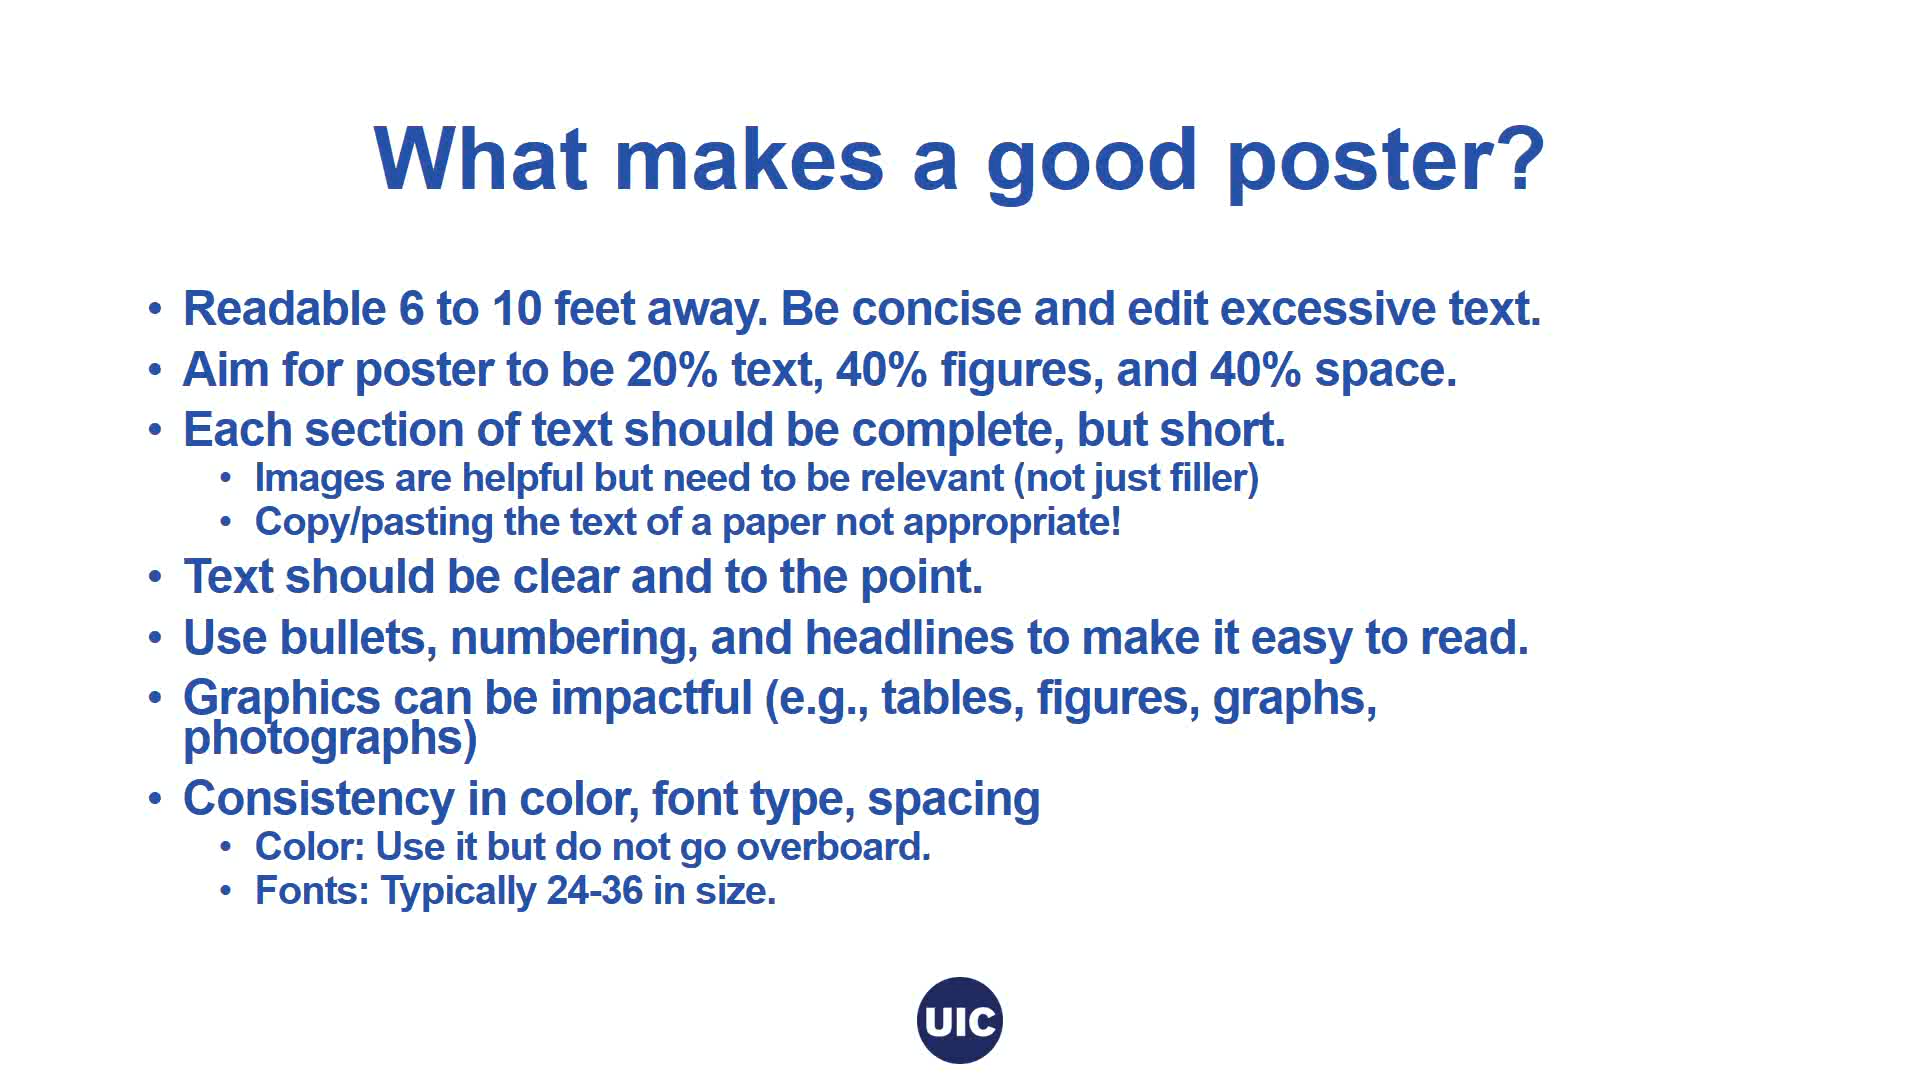 What makes a good poster?
• Readable 6 to 10 feet away. Be concise and edit excessive text.
• Aim for poster to be 20% text, 40% figures, and 40% space.
• Each section of text should be complete, but short.
• Images are helpful but need to be relevant (not just filler)
• Copy/pasting the text of a paper not appropriate!
• Text should be clear and to the point.
• Use bullets, numbering, and headlines to make it easy to read.
• Graphics can be impactful (e.g., tables, figures, graphs,
photographs)
• Consistency in color, font type, spacing
• Color: Use it but do not go overboard.
• Fonts: Typically 24-36 in size.
UIC